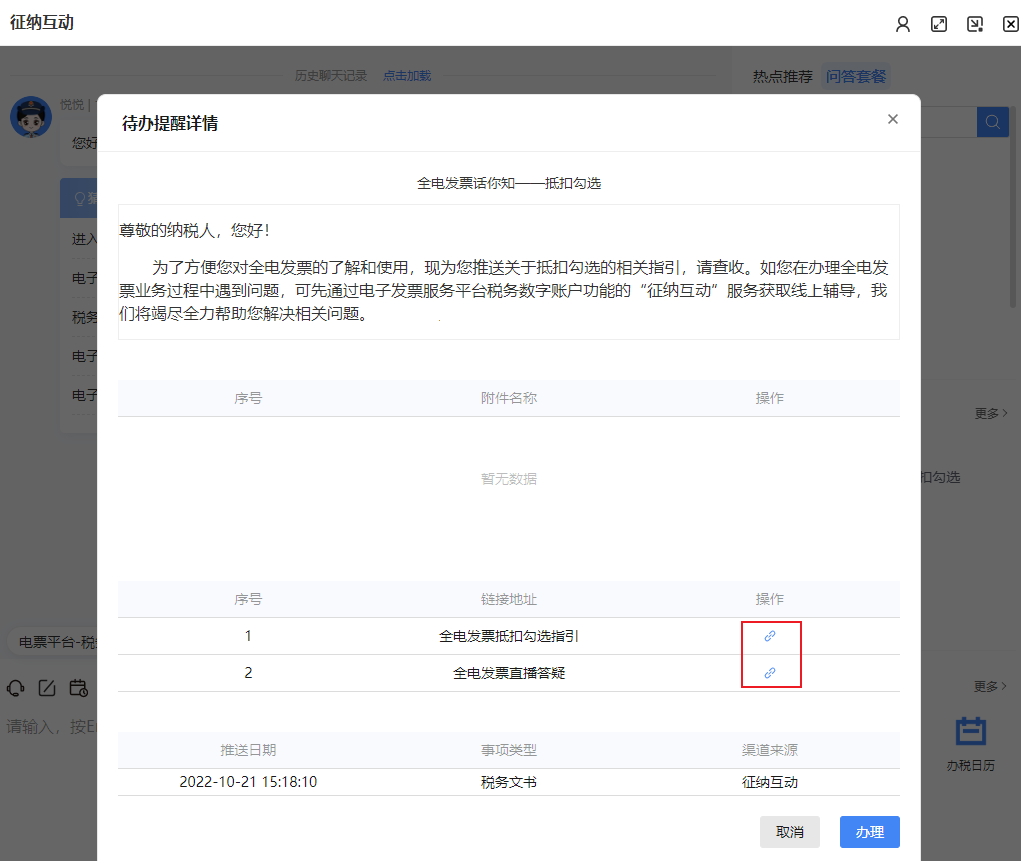 征纳互动
历史聊天记录 点击加载
热点推荐 问答套餐
悦悦 |
您好
进入
电子
税务
电子
电子
待办提醒详情
全电发票话你知——抵扣勾选
尊敬的纳税人，您好！
为了方便您对全电发票的了解和使用，现为您推送关于抵扣勾选的相关指引，请查收。如您在办理全电发
票业务过程中遇到问题，可先通过电子发票服务平台税务数字账户功能的“征纳互动”服务获取线上辅导，我
们将竭尽全力帮助您解决相关问题。
序号 附件名称 操作
更多
暂无数据
扣勾选
序号 链接地址 操作
1 全电发票抵扣勾选指引
2 全电发票直播答疑
电票平台-税
更多
请输入，按E
推送日期 事项类型 渠道来源
办税日历
2022-10-21 15:18:10 税务文书 征纳互动
取消 办理